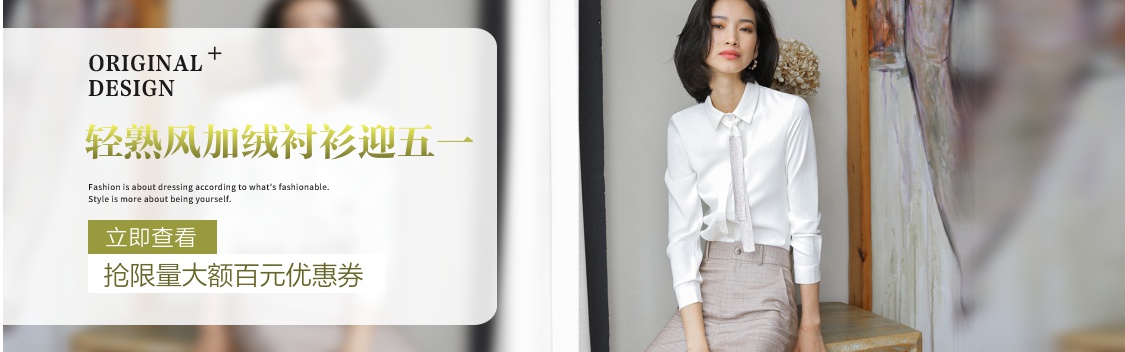 ORIGINAL +
DESIGN
轻熟风加绒衬衫迎五一
Fashion is about dressing according to what's fashionable.
Style is more about being yourself.
立即查看
抢限量大额百元优惠券